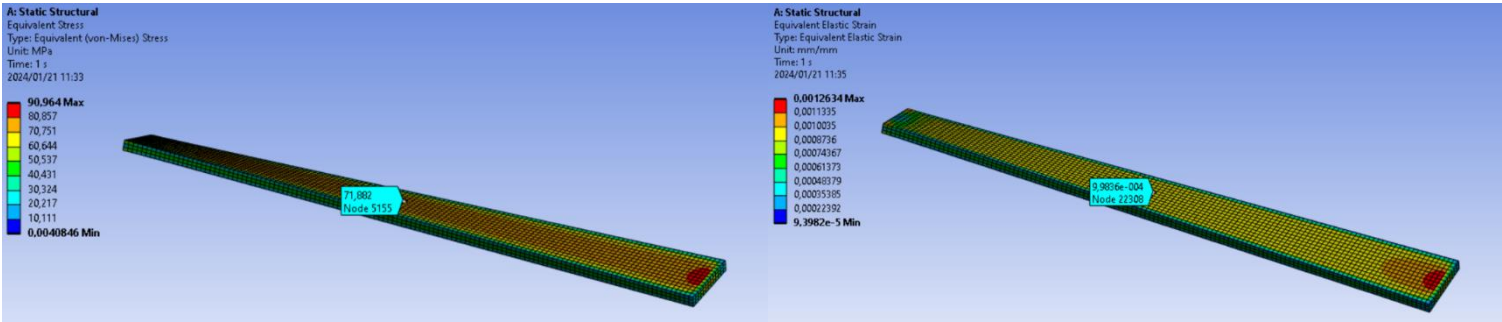 A: Static Structural
Equivalent Stress
Type: Equivalent (von-Mises) Stress
Unit: MPa
Time: 1 s
2024/01/21 11:33
90,964 Max
80,857
70,751
60,644
50,537
40,431
30,324
20,217
10,111
0,0040846 Min
71,882
Node 5155
A: Static Structural
Equivalent Elastic Strain
Type: Equivalent Elastic Strain
Unit: mm/mm
Time: 1 s
2024/01/21 11:35
0,0012634 Max
0,0011335
0,0010035
0,0008736
0,00074367
0,00061373
0,00048379
0,00035385
0,00022392
9,3982e-5 Min
9,9836e-004
Node 22308